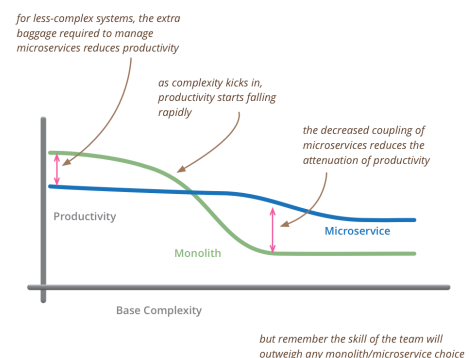 for less-complex systems, the extra
baggage required to manage
microservices reduces productivity
as complexity kicks in,
productivity starts falling
rapidly
the decreased coupling of
microservices reduces the
attenuation of productivity
Productivity
Microservice
Monolith
Base Complexity
but remember the skill of the team will
outweigh any monolith/microservice choice